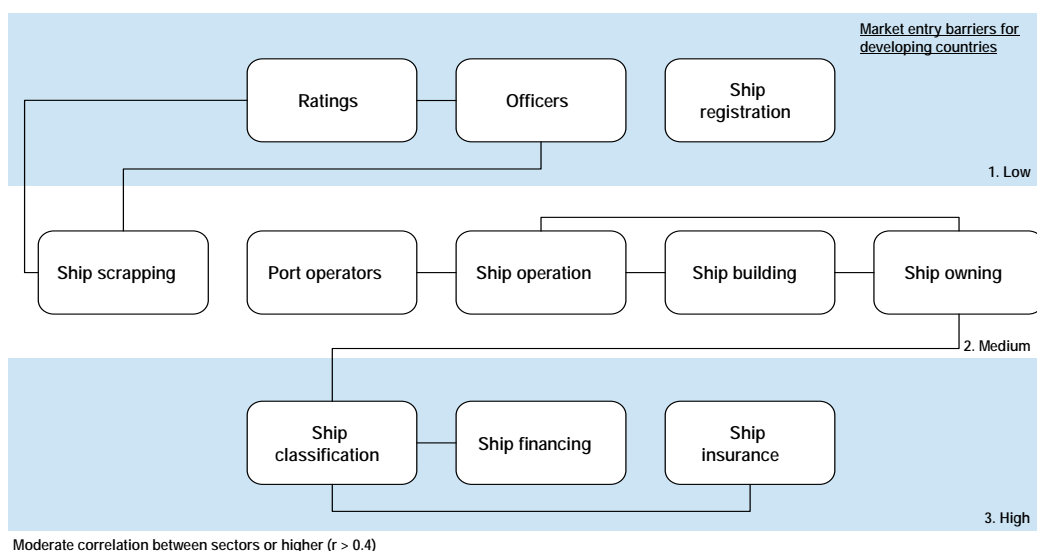 Market entry barriers for
developing countries
Ratings
Officers
Ship
registration
1. Low
Ship scrapping
Port operators
Ship operation
Ship building
Ship owning
2. Medium
Ship
classification
Ship financing
Ship
insurance
3. High
Moderate correlation between sectors or higher (r > 0.4)